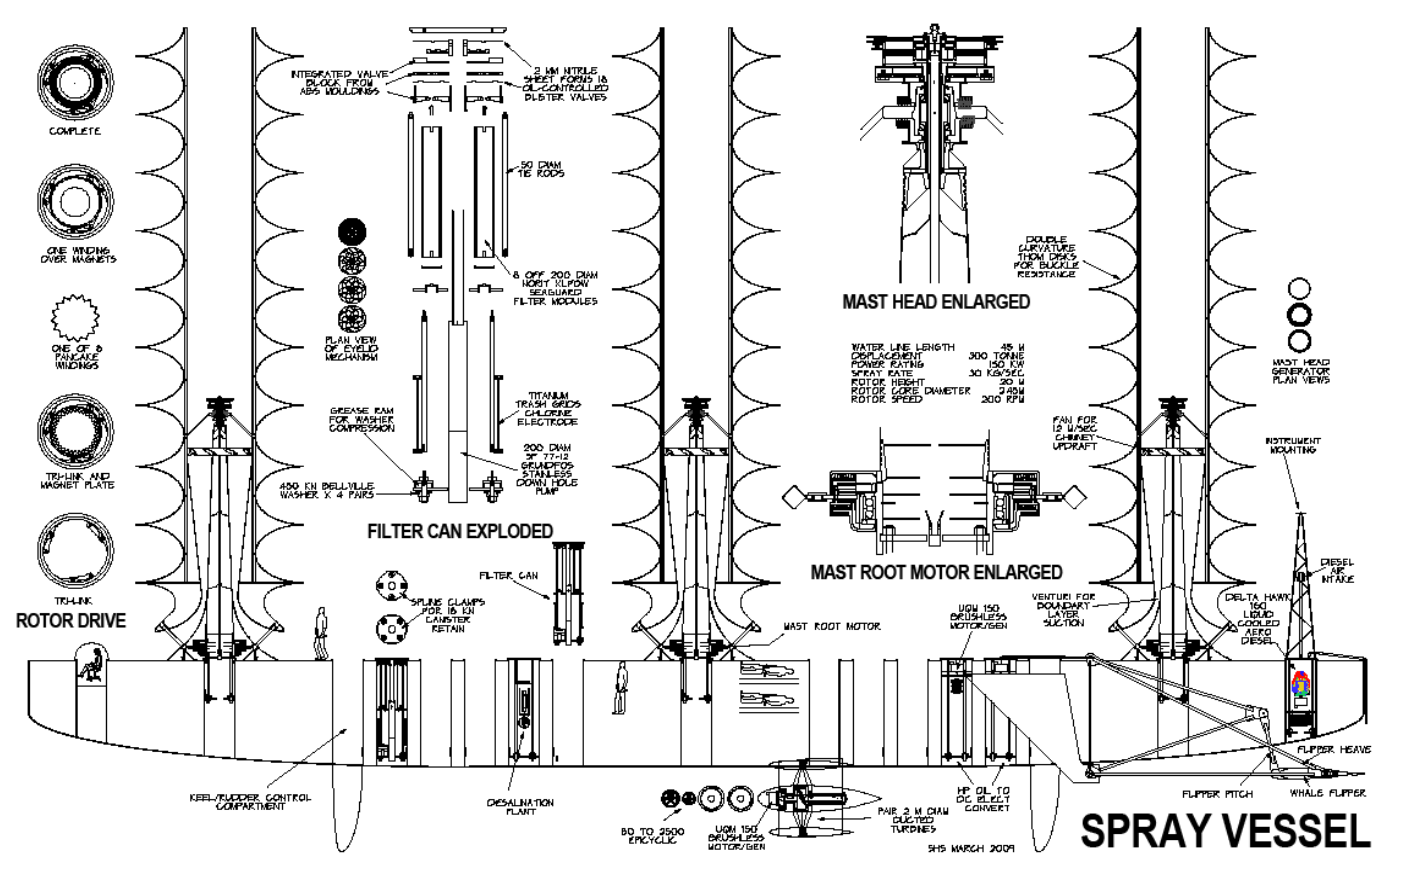 COMPLETE
ONE WINDING
OVER MAGNETS
ONE OF 8
PANCAKE
WINDINGS
TRI-LINK AND
MAGNET PLATE
TRI-LINK
ROTOR DRIVE
INTEGRATED VALVE
BLOCK FROM
ABS MOULDINGS
2 MM NITRILE
SHEET FORMS 18
OIL-CONTROLLED
BLISTER VALVES
50 DIAM
TIE RODS
8 OFF 200 DIAM
NORIT XLFLOW
SEAGUARD
FILTER MODULES
PLAN VIEW
OF EYELID
MECHANISM
GREASE RAM
FOR WASHER
COMPRESSION
TITANIUM
TRASH GRIDS
CHLORINE
ELECTRODE
200 DIAM
SP 77-12
GRUNDFOS
STAINLESS
DOWN HOLE
PUMP
450 KN BELLVILLE
WASHER X 4 PAIRS
FILTER CAN EXPLODED
MAST HEAD ENLARGED
WATER LINE LENGTH 45 M
DISPLACEMENT 300 TONNE
POWER RATING 150 KW
SPRAY RATE 30 KG/SEC
ROTOR HEIGHT 20 M
ROTOR CORE DIAMETER 2.45M
ROTOR SPEED 200 RPM
MAST ROOT MOTOR ENLARGED
DOUBLE
CURVATURE
THOM DISKS
FOR BUCKLE
RESISTANCE
MAST HEAD
GENERATOR
PLAN VIEWS
FAN FOR
12 M/SEC
CHIMNEY
UPDRAFT
INSTRUMENT
MOUNTING
DIESEL
AIR
INTAKE
FILTER CAN
SPLINE CLAMPS
FOR 18 KN
CANISTER
RETAIN
MAST ROOT MOTOR
UQM 150
BRUSHLESS
MOTOR/GEN
VENTURI FOR
BOUNDARY
LAYER
SUCTION
DELTA HAWK
160
LIQUID
COOLED
AERO
DIESEL
KEEL/RUDDER CONTROL
COMPARTMENT
DESALINATION
PLANT
80 TO 2500
EPICYCLIC
UQM 150
BRUSHLESS
MOTOR/GEN
PAIR 2 M DIAM
DUCTED
TURBINES
HP OIL TO
DC ELECT
CONVERT
FLIPPER HEAVE
FLIPPER PITCH
WHALE FLIPPER
SHS MARCH 2009
SPRAY VESSEL